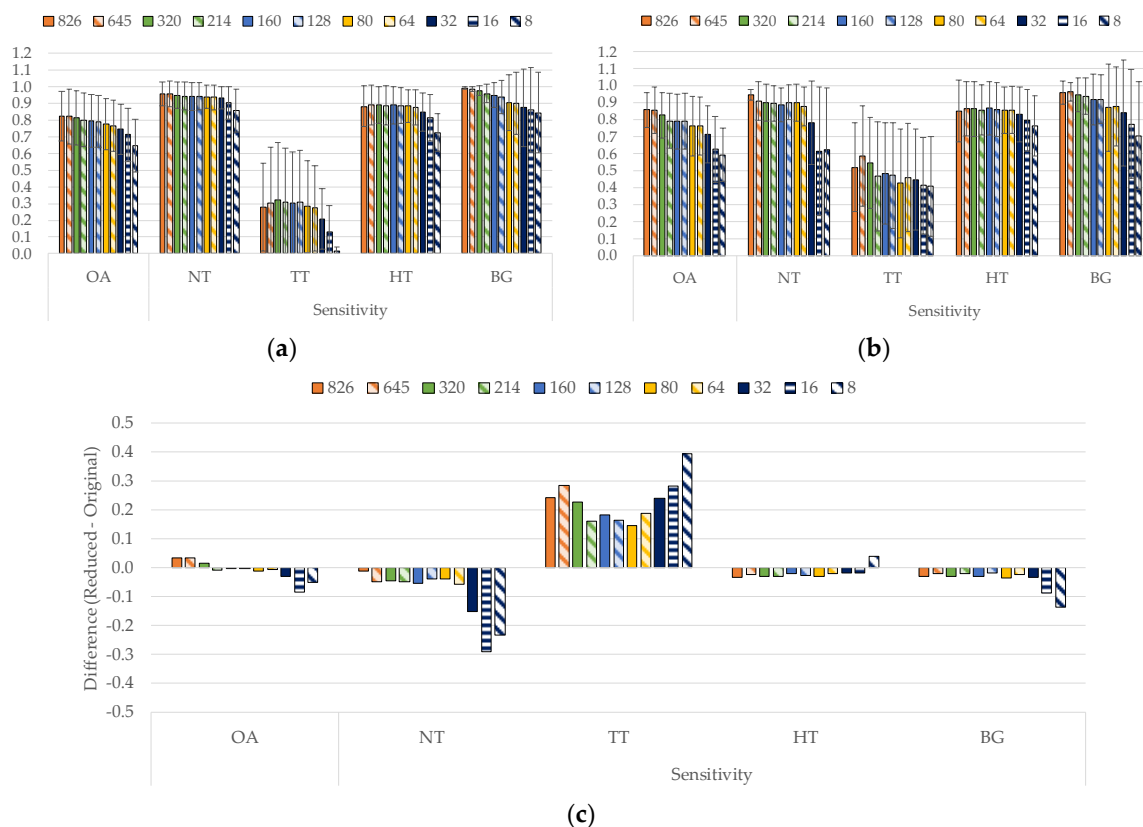 826 645 320 214 160 128 80 64 32 16 8
1.2
1.1
1.0
0.9
0.8
0.7
0.6
0.5
0.4
0.3
0.2
0.1
0.0
OA NT TT HT BG
Sensitivity
(a)
826 645 320 214 160 128 80 64 32 16 8
1.2
1.1
1.0
0.9
0.8
0.7
0.6
0.5
0.4
0.3
0.2
0.1
0.0
OA NT TT HT BG
Sensitivity
(b)
826 645 320 214 160 128 80 64 32 16 8
Difference (Reduced - Original)
0.5
0.4
0.3
0.2
0.1
0.0
-0.1
-0.2
-0.3
-0.4
-0.5
OA NT TT HT BG
Sensitivity
(c)